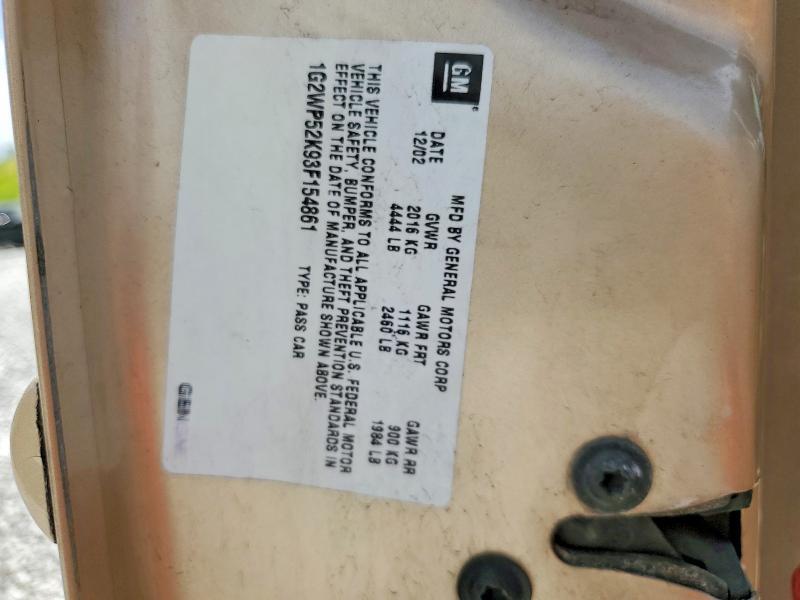 GM
MFD BY GENERAL MOTORS CORP
DATE GVWR GAWR FRT GAWR RR
12/02 2016 KG 1116 KG 900 KG
4444 LB 2460 LB 1984 LB
THIS VEHICLE CONFORMS TO ALL APPLICABLE U.S. FEDERAL MOTOR
VEHICLE SAFETY, BUMPER, AND THEFT PREVENTION STANDARDS IN
EFFECT ON THE DATE OF MANUFACTURE SHOWN ABOVE.
1G2WP52K93F154861 TYPE: PASS CAR